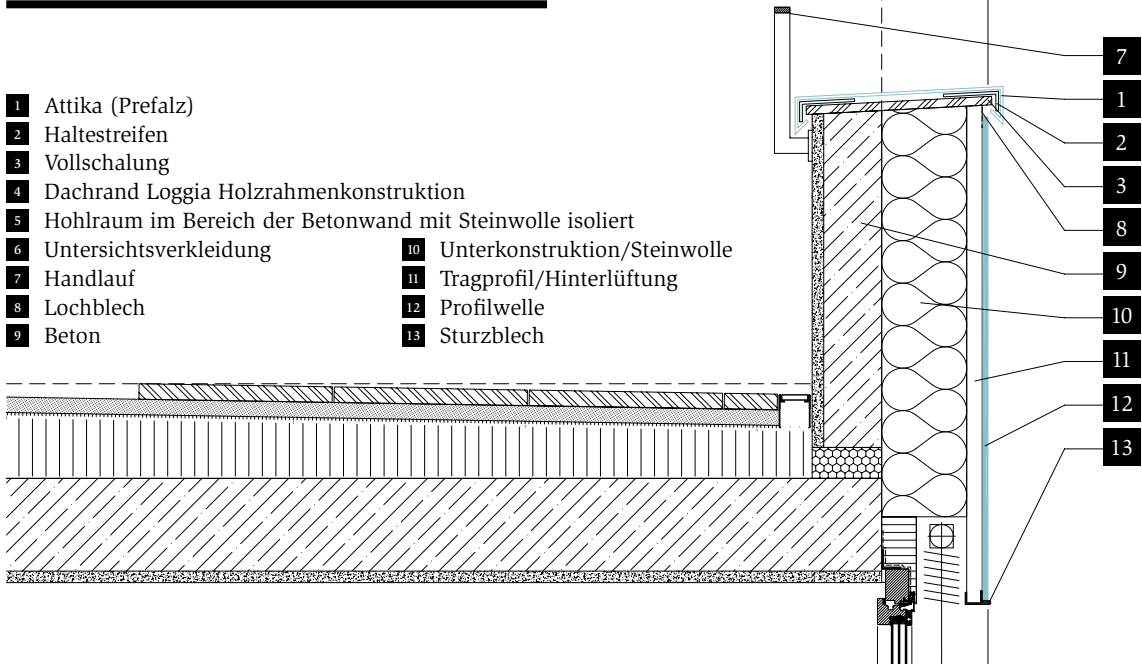 1 Attika (Prefalz)
2 Haltestreifen
3 Vollschalung
4 Dachrand Loggia Holzrahmenkonstruktion
5 Hohlraum im Bereich der Betonwand mit Steinwolle isoliert
6 Untersichtsverkleidung
7 Handlauf
8 Lochblech
9 Beton
10 Unterkonstruktion/Steinwolle
11 Tragprofil/Hinterlüftung
12 Profilwelle
13 Sturzblech
7
1
2
3
8
9
10
11
12
13